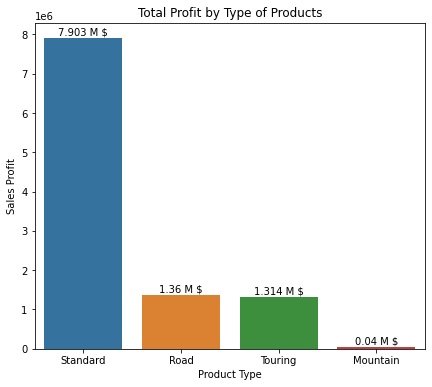 Total Profit by Type of Products
1e6
8
7
6
5
4
3
2
1
0
Sales Profit
7.903 M $
1.36 M $
1.314 M $
0.04 M $
Standard Road Touring Mountain
Product Type